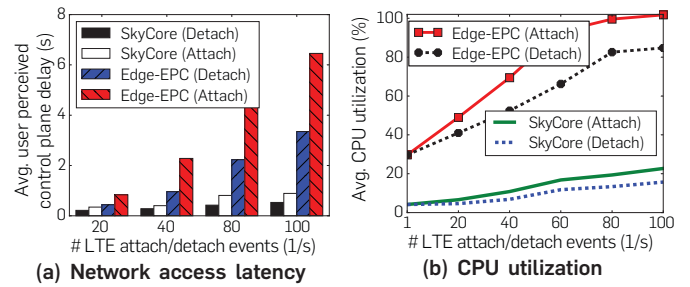 Avg. user perceived
control plane delay (s)
8
6
4
2
0
SkyCore (Detach)
SkyCore (Attach)
Edge-EPC (Detach)
Edge-EPC (Attach)
20 40 80 100
# LTE attach/detach events (1/s)
(a) Network access latency
Avg. CPU utilization (%)
100
80
60
40
20
0
Edge-EPC (Attach)
Edge-EPC (Detach)
SkyCore (Attach)
SkyCore (Detach)
1 20 40 60 80 100
# LTE attach/detach events (1/s)
(b) CPU utilization